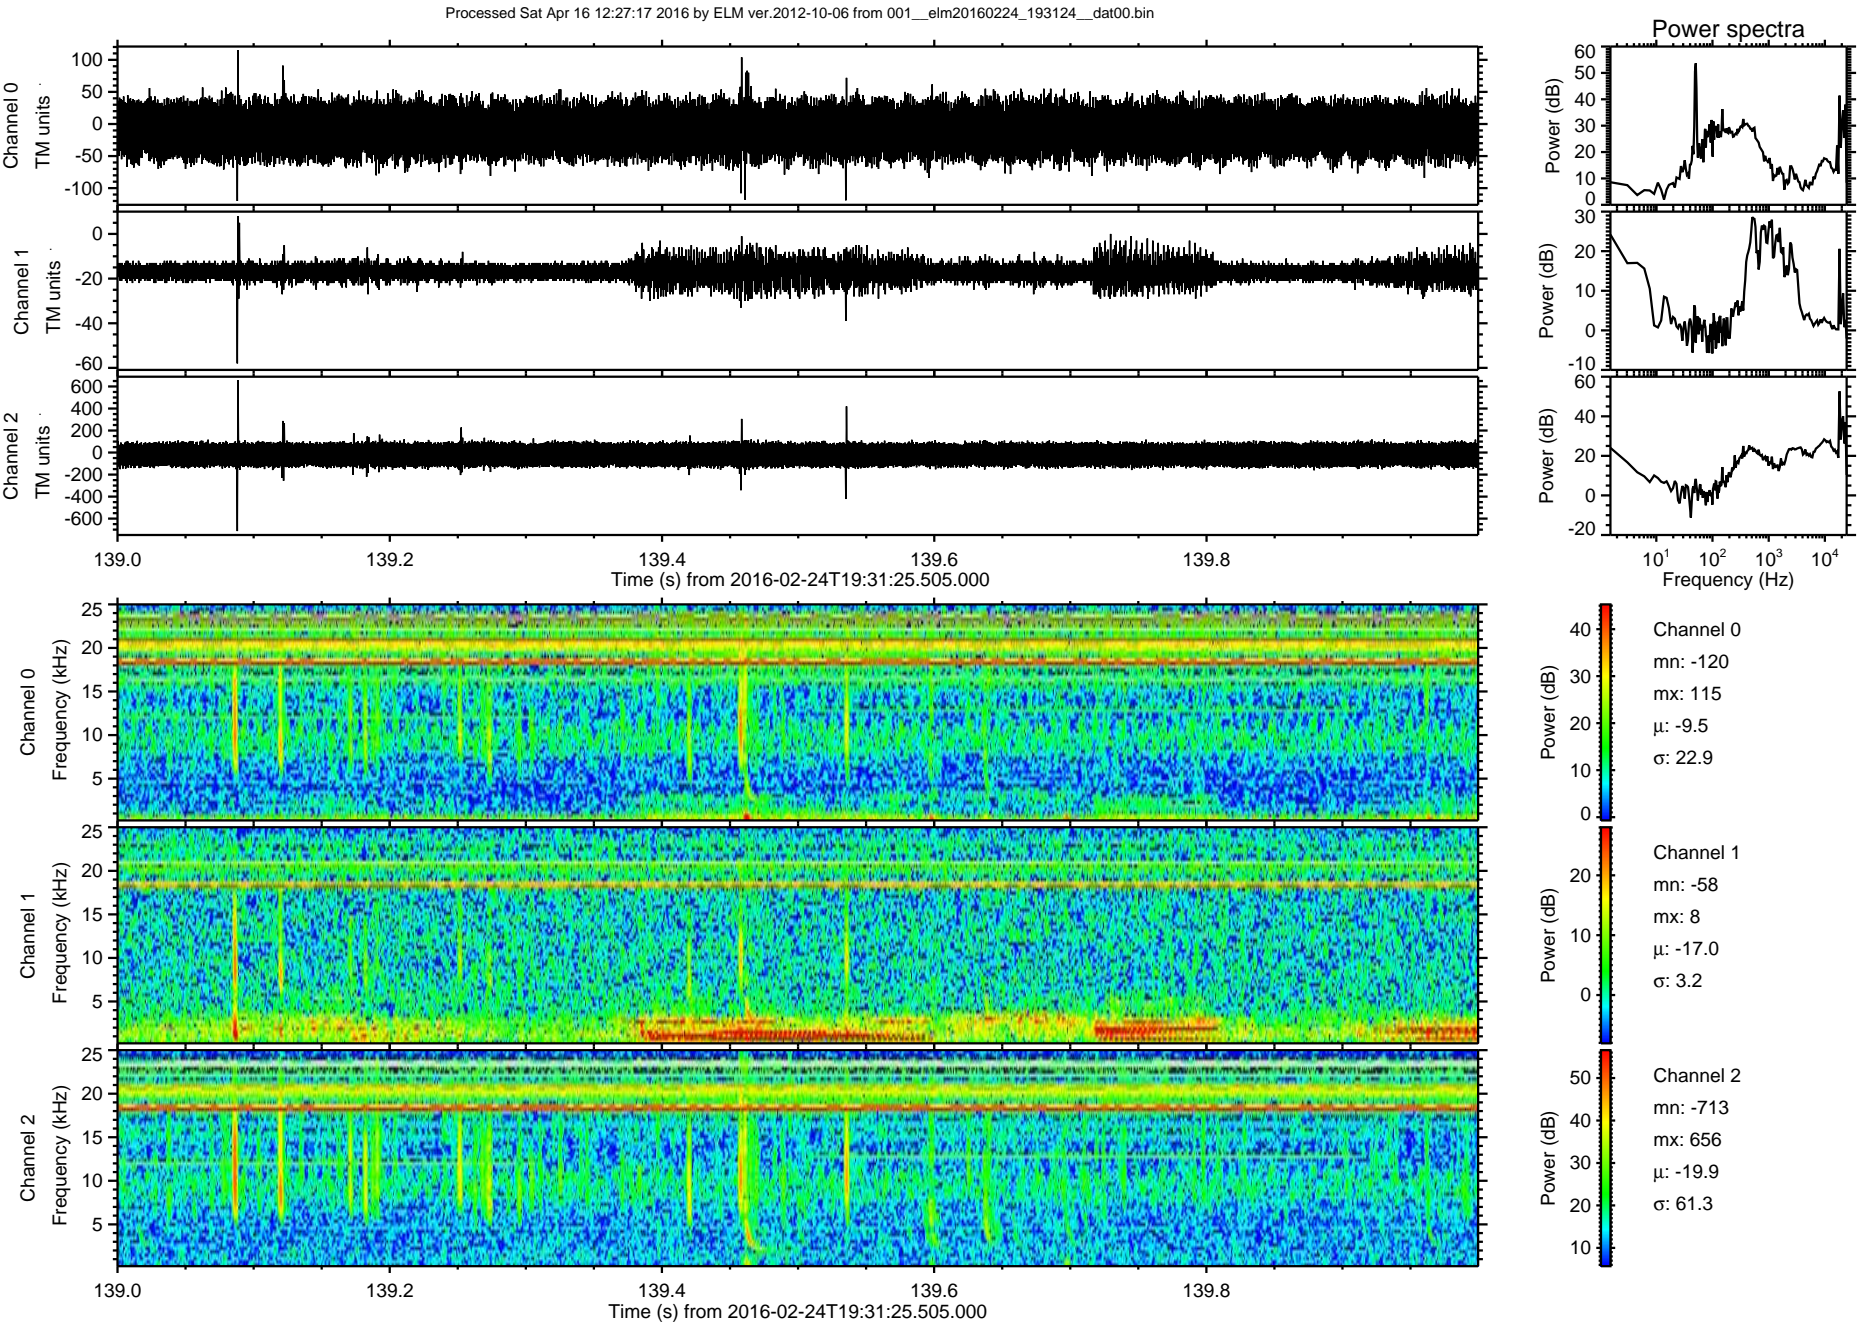 Processed Sat Apr 16 12:27:17 2016 by ELM ver.2012-10-06 from 001__elm20160224_193124__dat00.bin
Power spectra
Channel 0
TM units
100
50
0
-50
-100
Power (dB)
60
50
40
30
20
10
0
Channel 1
TM units
0
-20
-40
-60
Power (dB)
30
20
10
0
-10
Channel 2
TM units
600
400
200
0
-200
-400
-600
Power (dB)
60
40
20
0
-20
139.0 139.2 139.4 139.6 139.8
Time (s) from 2016-02-24T19:31:25.505.000
10¹ 10² 10³ 10⁴
Frequency (Hz)
Channel 0
Frequency (kHz)
25
20
15
10
5
Power (dB)
40
30
20
10
0
Channel 0
mn: -120
mx: 115
µ: -9.5
σ: 22.9
Channel 1
Frequency (kHz)
25
20
15
10
5
Power (dB)
20
10
0
Channel 1
mn: -58
mx: 8
µ: -17.0
σ: 3.2
Channel 2
Frequency (kHz)
25
20
15
10
5
Power (dB)
50
40
30
20
10
Channel 2
mn: -713
mx: 656
µ: -19.9
σ: 61.3
139.0 139.2 139.4 139.6 139.8
Time (s) from 2016-02-24T19:31:25.505.000